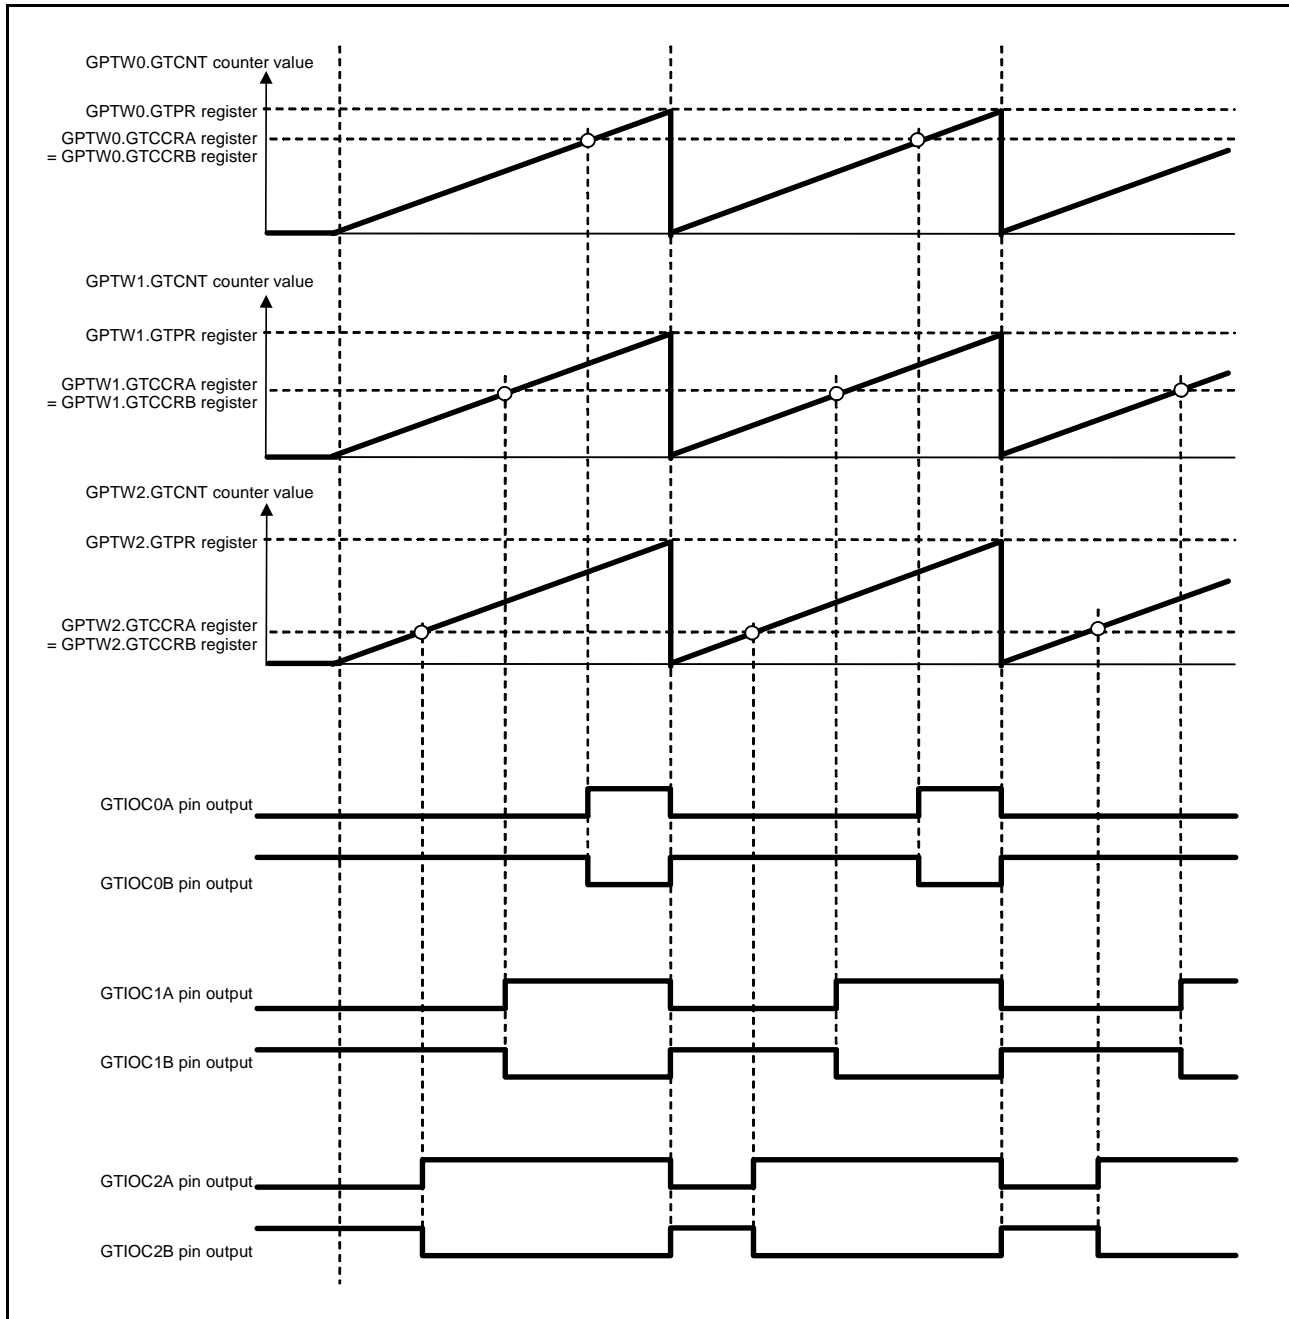 GPTW0.GTCNT counter value
GPTW0.GTPR register
GPTW0.GTCCRA register
= GPTW0.GTCCRB register
GPTW1.GTCNT counter value
GPTW1.GTPR register
GPTW1.GTCCRA register
= GPTW1.GTCCRB register
GPTW2.GTCNT counter value
GPTW2.GTPR register
GPTW2.GTCCRA register
= GPTW2.GTCCRB register
GTIOC0A pin output
GTIOC0B pin output
GTIOC1A pin output
GTIOC1B pin output
GTIOC2A pin output
GTIOC2B pin output